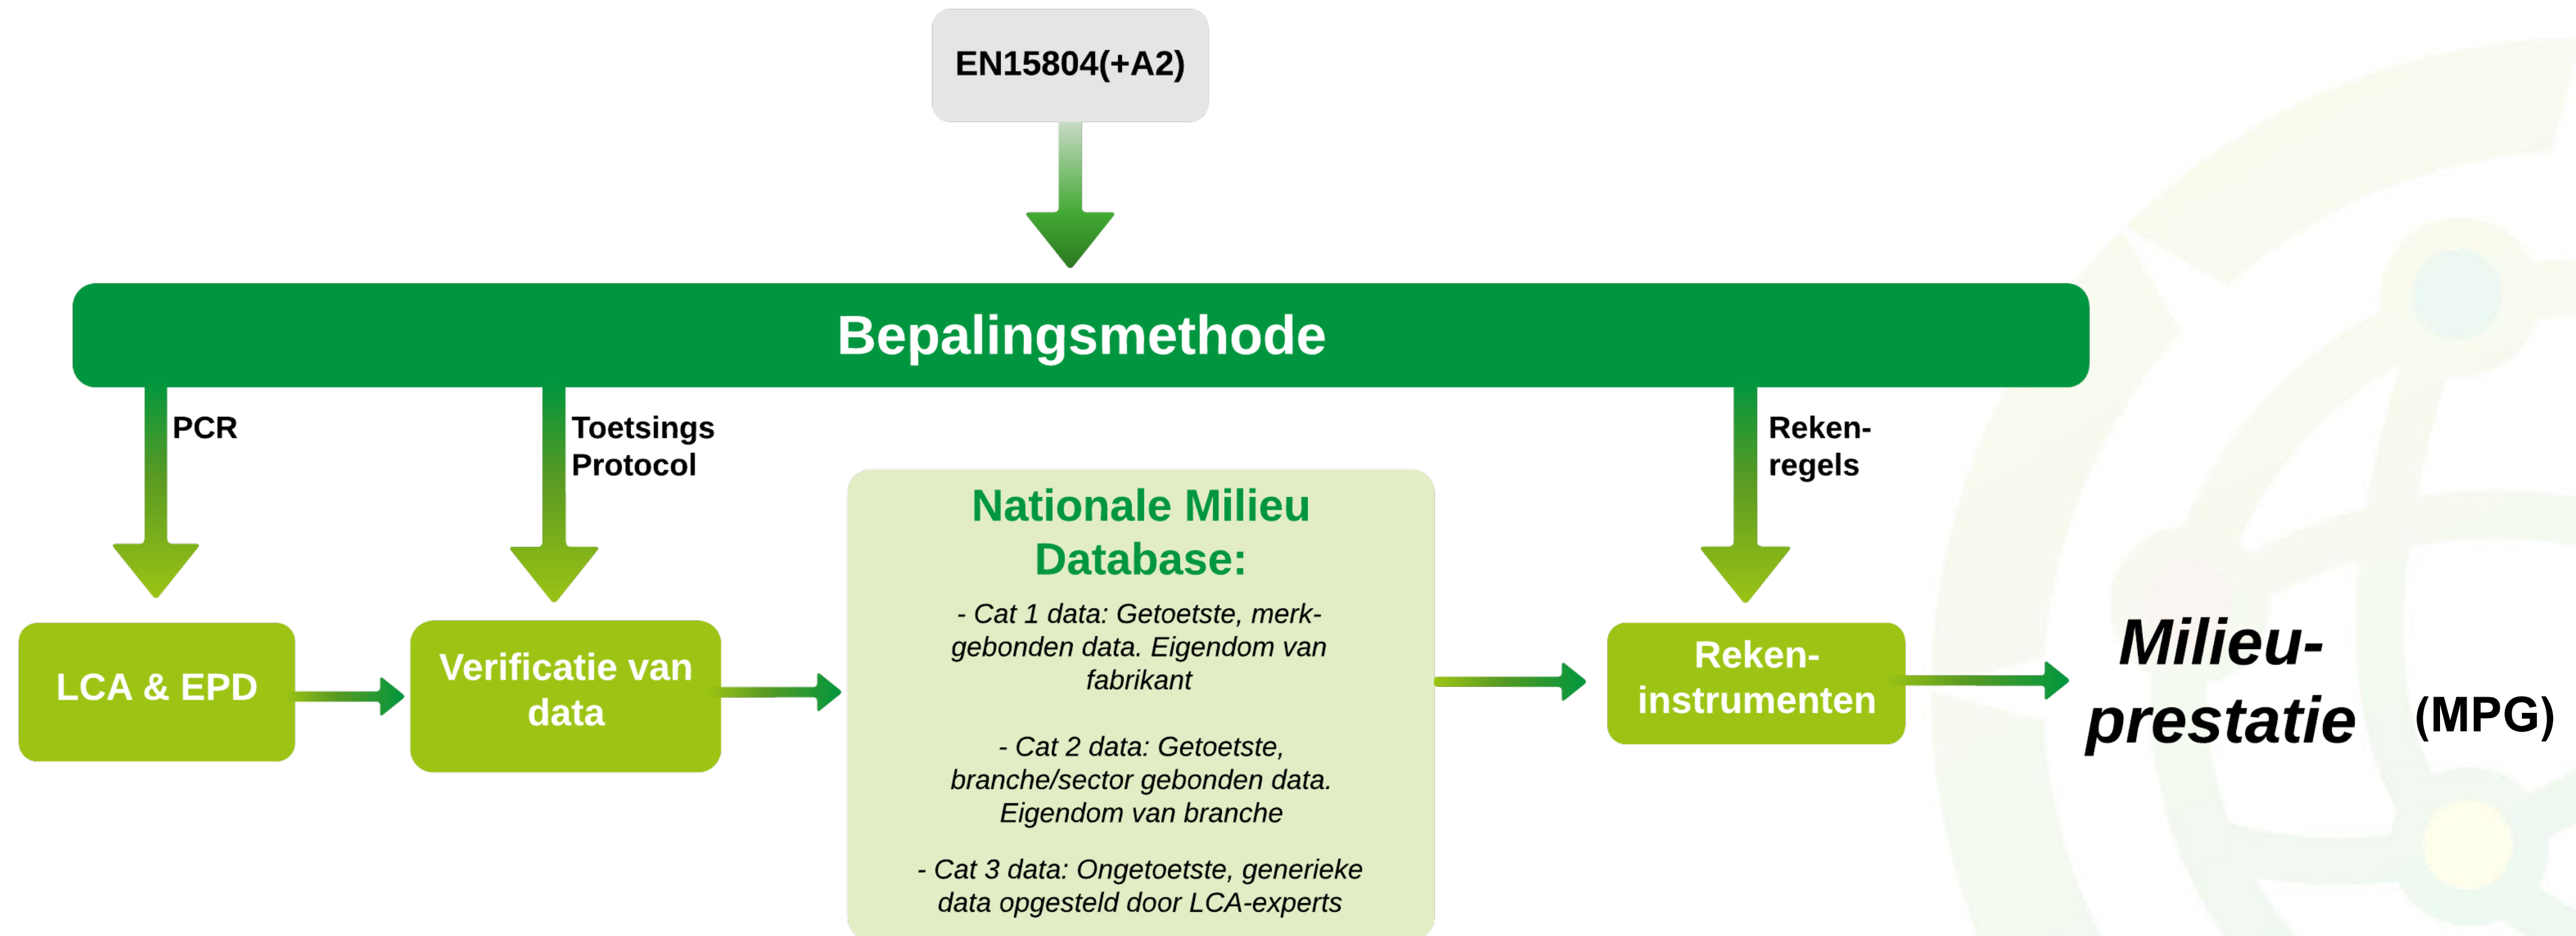 EN15804(+A2)
Bepalingsmethode
PCR
Toetsings
Protocol
Reken-
regels
LCA & EPD
Verificatie van
data
Nationale Milieu
Database:
- Cat 1 data: Getoetste, merk-
gebonden data. Eigendom van
fabrikant
- Cat 2 data: Getoetste,
branche/sector gebonden data.
Eigendom van branche
- Cat 3 data: Ongetoetste, generieke
data opgesteld door LCA-experts
Reken-
instrumenten
Milieu-
prestatie (MPG)